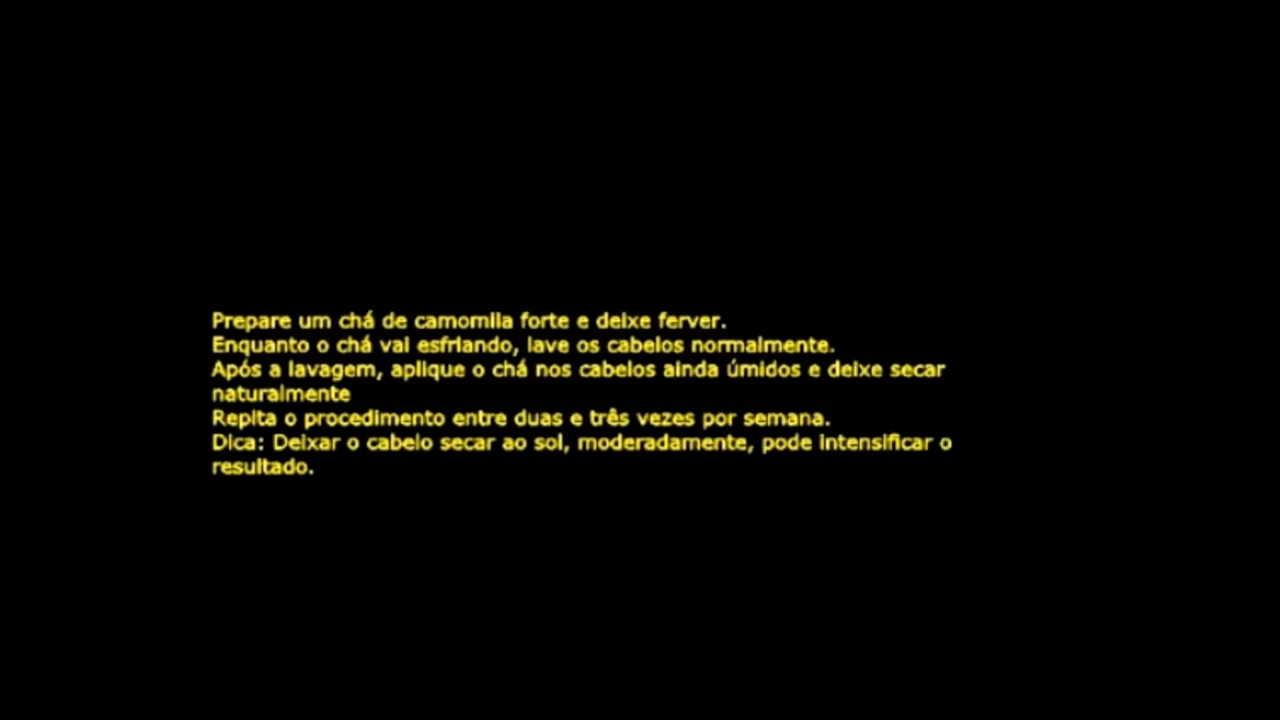 Prepare um chá de camomila forte e deixe ferver.
Enquanto o chá vai esfriando, lave os cabelos normalmente.
Após a lavagem, aplique o chá nos cabelos ainda úmidos e deixe secar
naturalmente
Repita o procedimento entre duas e três vezes por semana.
Dica: Deixar o cabelo secar ao sol, moderadamente, pode intensificar o
resultado.